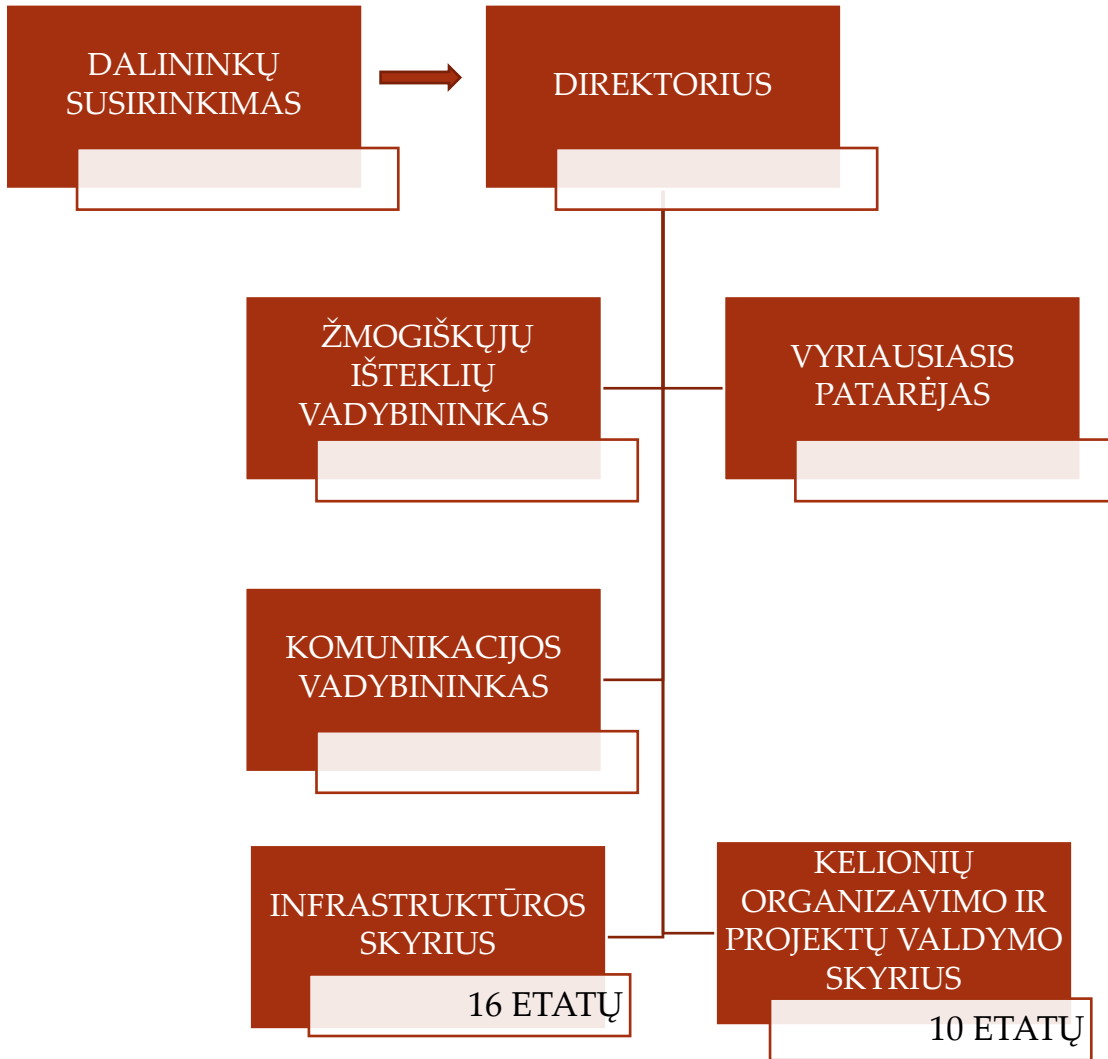 DALININKŲ
SUSIRINKIMAS
DIREKTORIUS
ŽMOGIŠKŲJŲ
IŠTEKLIŲ
VADYBININKAS
VYRIAUSIASIS
PATARĖJAS
KOMUNIKACIJOS
VADYBININKAS
INFRASTRUKTŪROS
SKYRIUS
16 ETATŲ
KELIONIŲ
ORGANIZAVIMO IR
PROJEKTŲ VALDYMO
SKYRIUS
10 ETATŲ